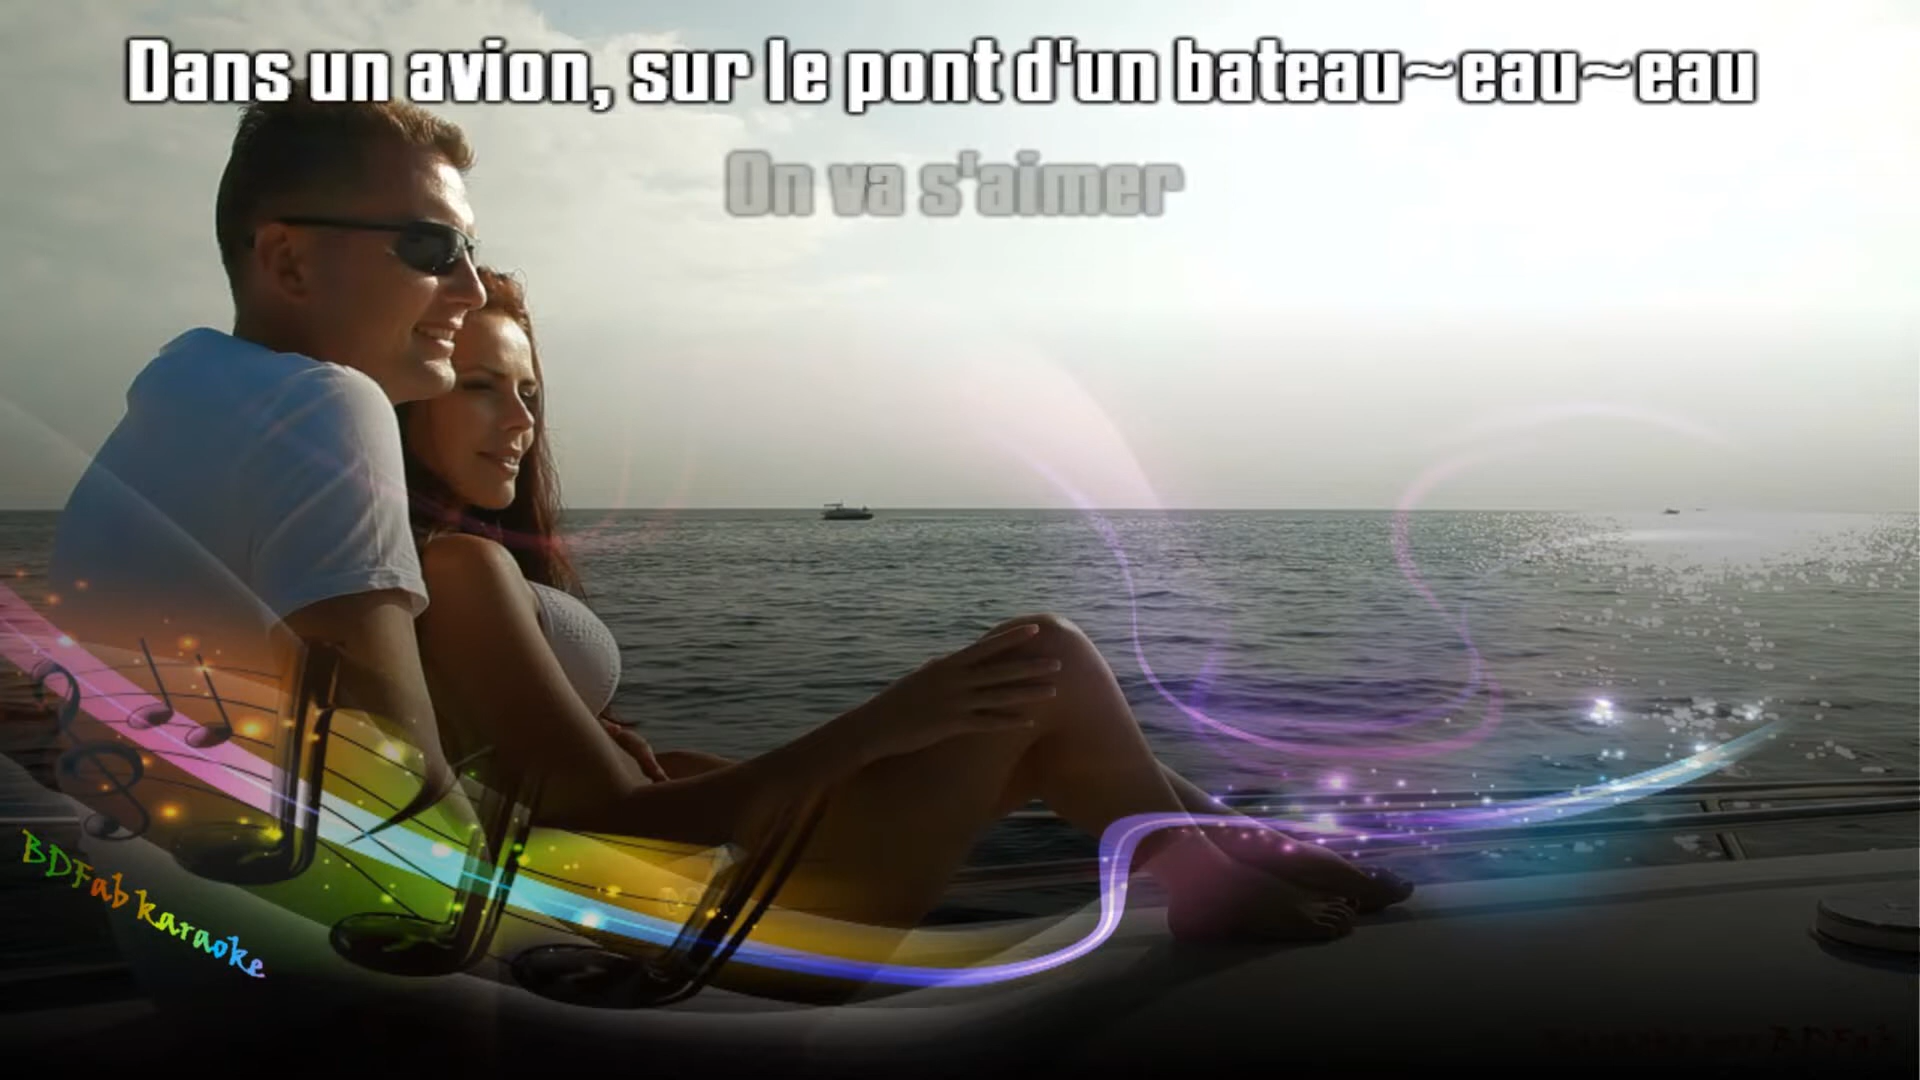 Dans un avion, sur le pont d'un bateau~eau~eau
On va s'aimer
BDFab karaoke